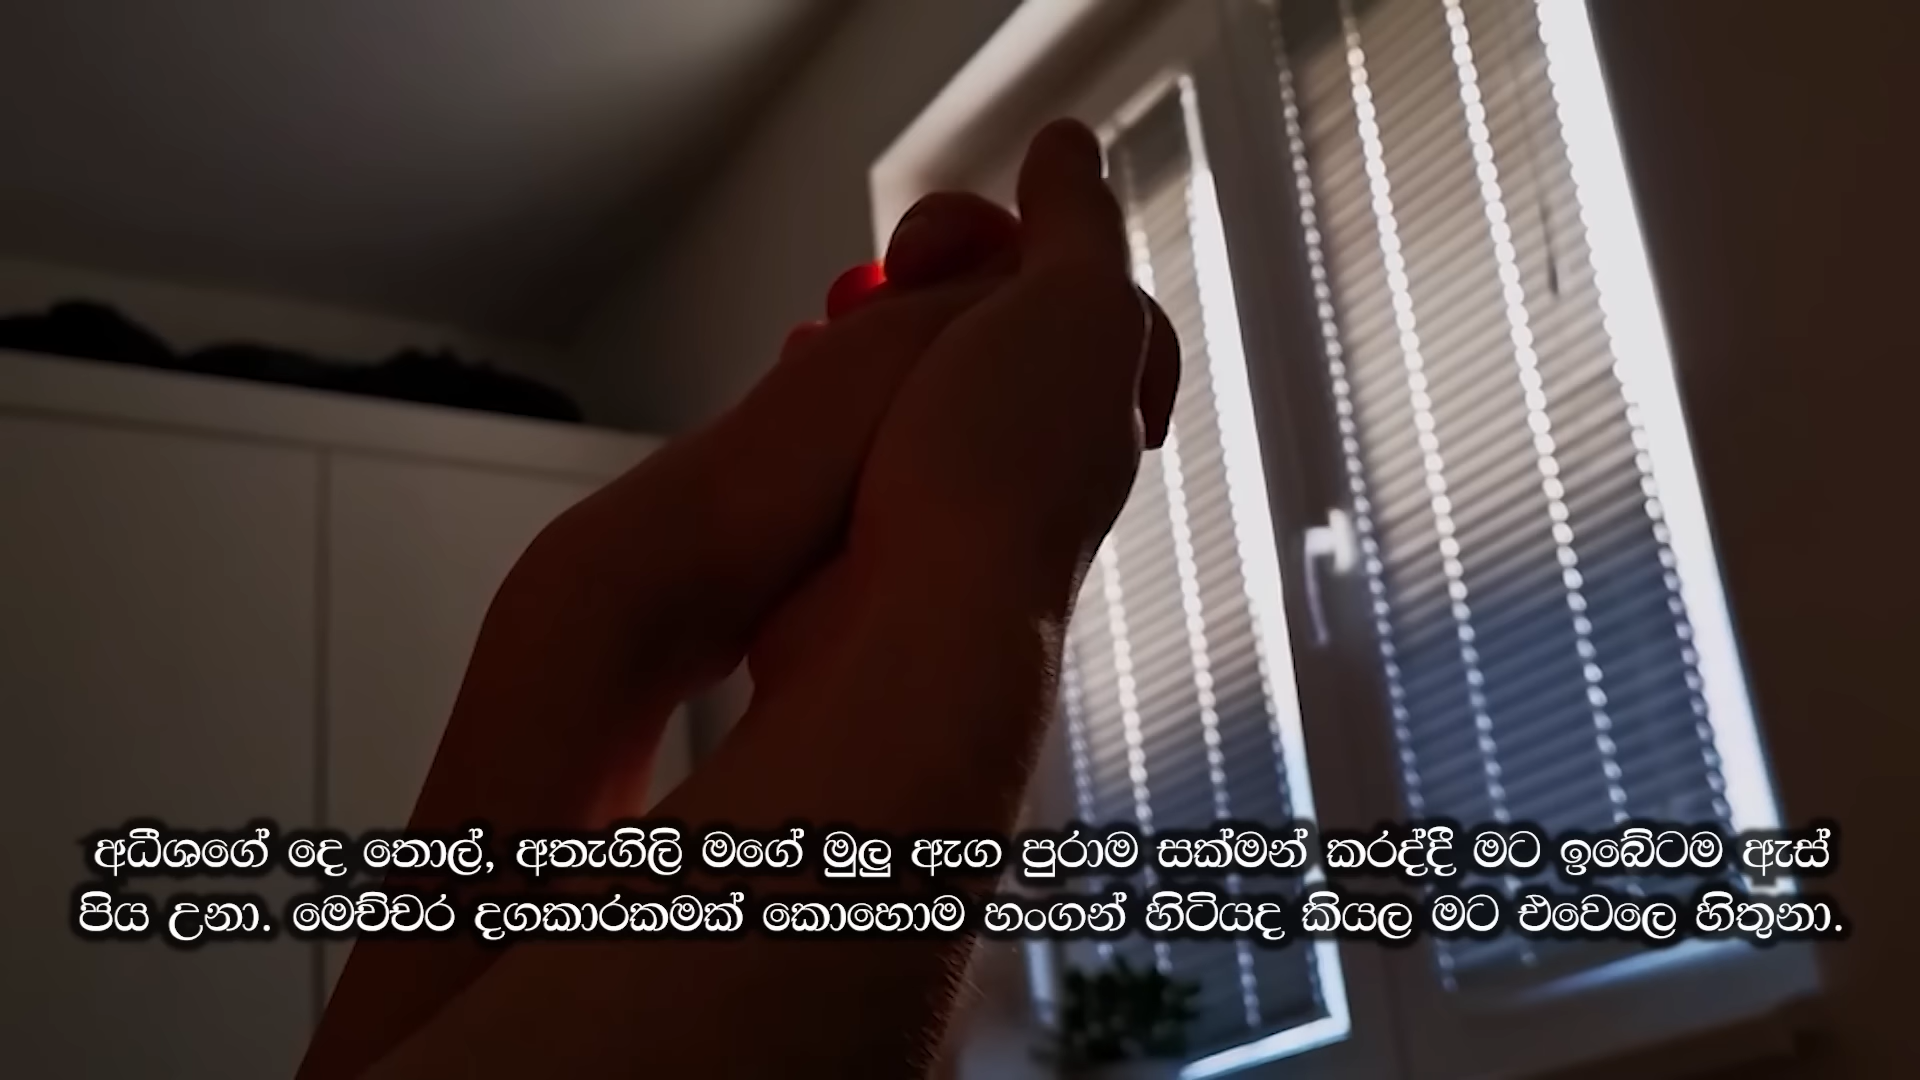 අධීශගේ දෙ තොල්, අතැගිලි මගේ මුලු ඇග පුරාම සක්මන් කරද්දී මට ඉබේටම ඇස්
පිය උනා. මෙච්චර දගකාරකමක් කොහොම හංගන් හිටියද කියල මට එවෙලෙ හිතුනා.